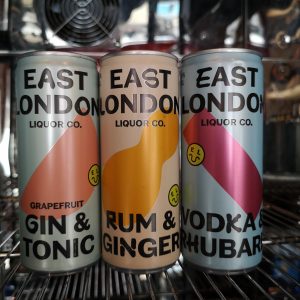 EAST
LONDON
LIQUOR CO.
GRAPEFRUIT
GIN &
TONIC
EAST
LONDON
LIQUOR CO.
RUM &
GINGER
EAST
LONDON
LIQUOR CO.
VODKA &
RHUBARB